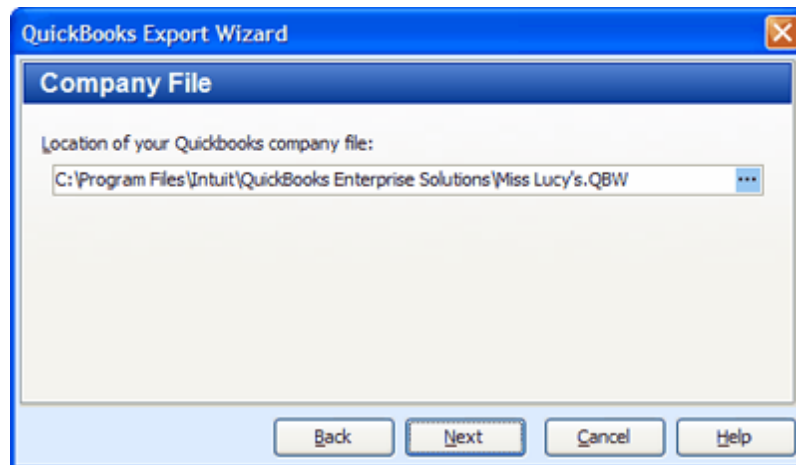 QuickBooks Export Wizard
Company File
Location of your Quickbooks company file:
C:\Program Files\Intuit\QuickBooks Enterprise Solutions\Miss Lucy's.QBW ...
Back Next Cancel Help